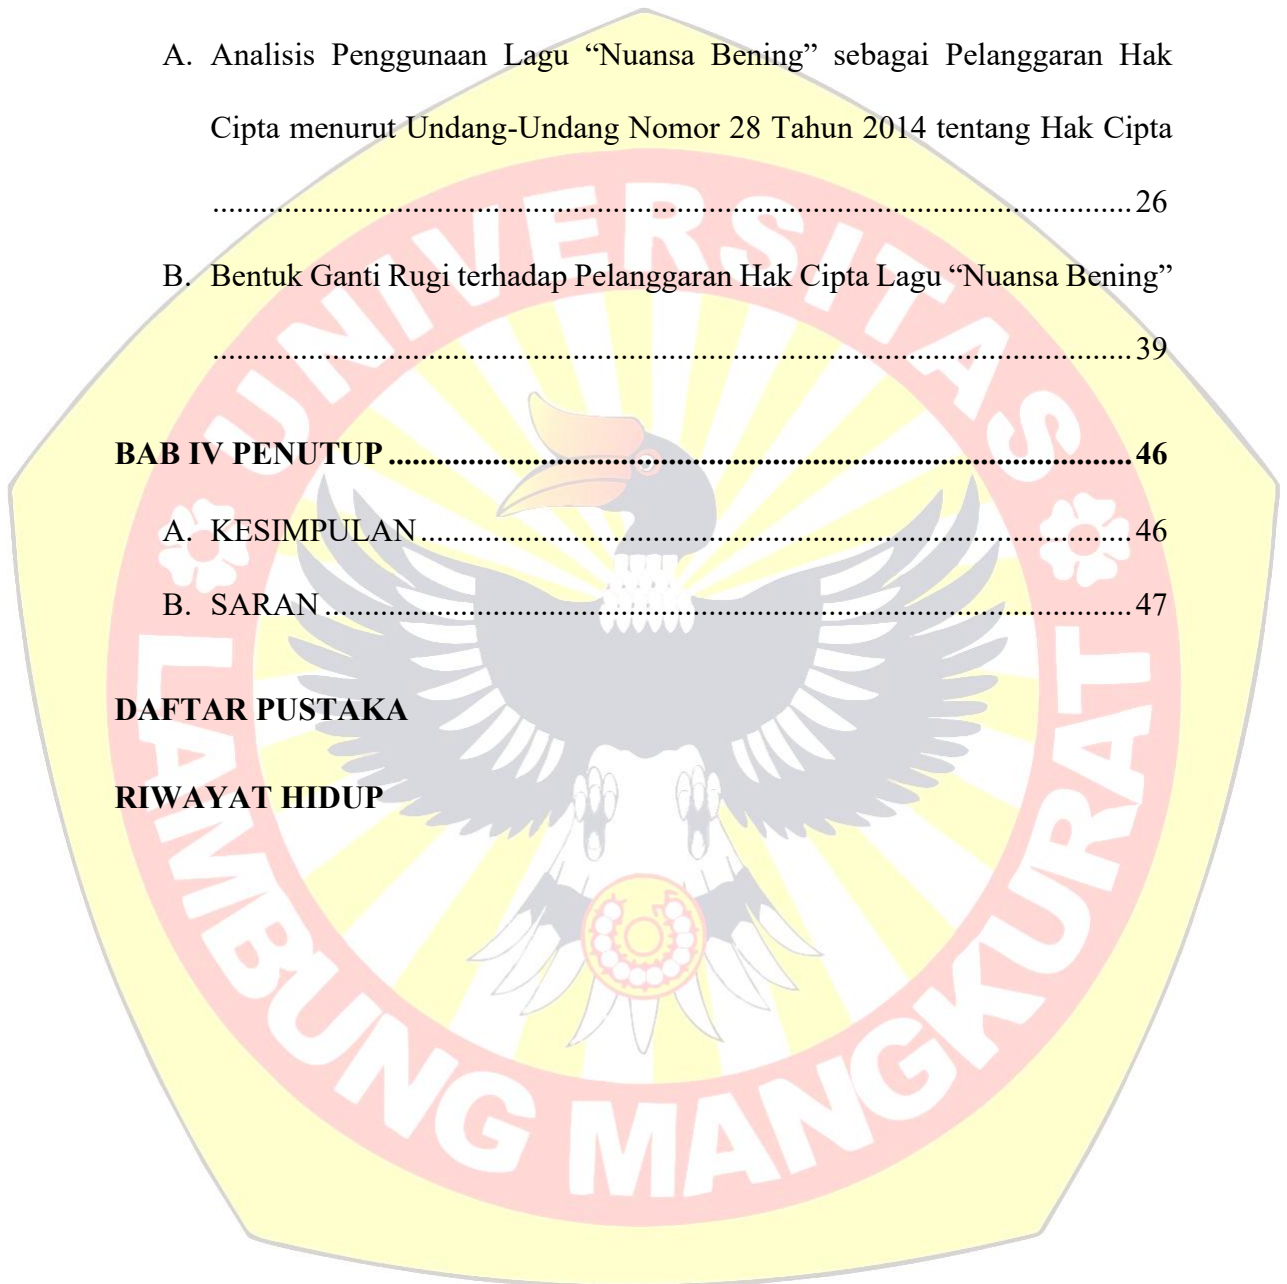 A. Analisis Penggunaan Lagu “Nuansa Bening” sebagai Pelanggaran Hak
Cipta menurut Undang-Undang Nomor 28 Tahun 2014 tentang Hak Cipta
.................................................................................................................. 26
B. Bentuk Ganti Rugi terhadap Pelanggaran Hak Cipta Lagu “Nuansa Bening”
.................................................................................................................. 39
BAB IV PENUTUP .................................................................................................................. 46
A. KESIMPULAN ........................................................................................ 46
B. SARAN .................................................................................................... 47
DAFTAR PUSTAKA
RIWAYAT HIDUP
UNIVERSITAS
LAMBUNG MANGKURAT